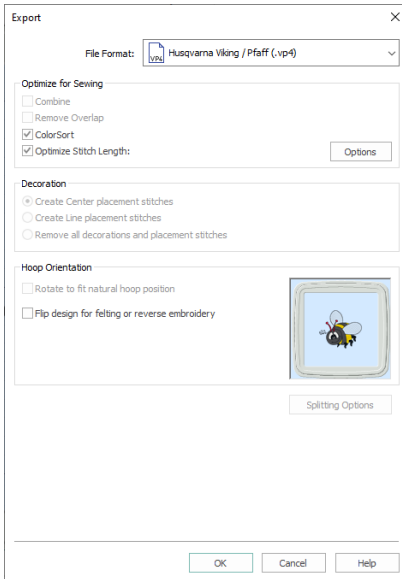 Export
File Format: VP4 Husqvarna Viking / Pfaff (.vp4)
Optimize for Sewing
Combine
Remove Overlap
ColorSort
Optimize Stitch Length:
Options
Decoration
Create Center placement stitches
Create Line placement stitches
Remove all decorations and placement stitches
Hoop Orientation
Rotate to fit natural hoop position
Flip design for felting or reverse embroidery
Splitting Options
OK Cancel Help